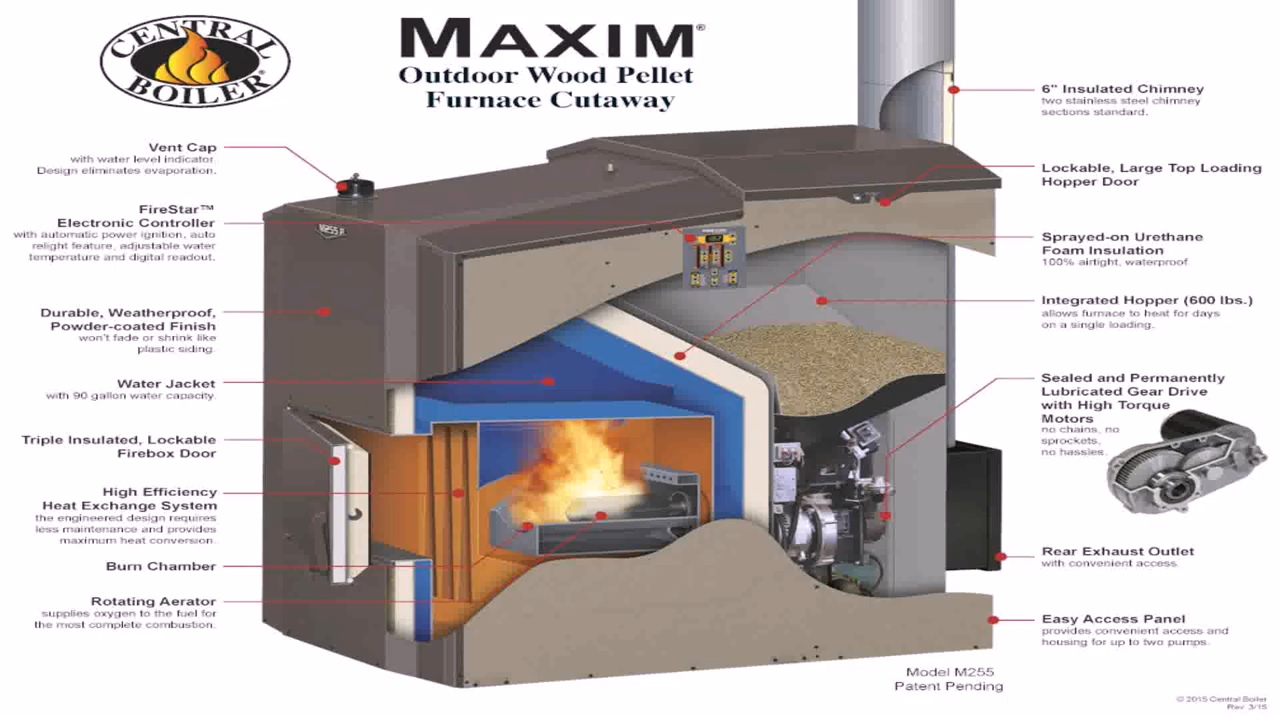 CENTRAL
BOILER®
MAXIM®
Outdoor Wood Pellet
Furnace Cutaway
Vent Cap
with water level indicator.
Design eliminates evaporation.
FireStar™
Electronic Controller
with automatic power ignition, auto
relight feature, adjustable water
temperature and digital readout.
Durable, Weatherproof,
Powder-coated Finish
won't fade or shrink like
plastic siding.
Water Jacket
with 90 gallon water capacity.
Triple Insulated, Lockable
Firebox Door
High Efficiency
Heat Exchange System
the engineered design requires
less maintenance and provides
maximum heat conversion.
Burn Chamber
Rotating Aerator
supplies oxygen to the fuel for
the most complete combustion.
6" Insulated Chimney
two stainless steel chimney
sections standard.
Lockable, Large Top Loading
Hopper Door
Sprayed-on Urethane
Foam Insulation
100% airtight, waterproof
Integrated Hopper (600 lbs.)
allows furnace to heat for days
on a single loading.
Sealed and Permanently
Lubricated Gear Drive
with High Torque
Motors
no chains, no
sprockets,
no hassles.
Rear Exhaust Outlet
with convenient access.
Easy Access Panel
provides convenient access and
housing for up to two pumps.
Model M255
Patent Pending
© 2015 Central Boiler
Rev. 3/15